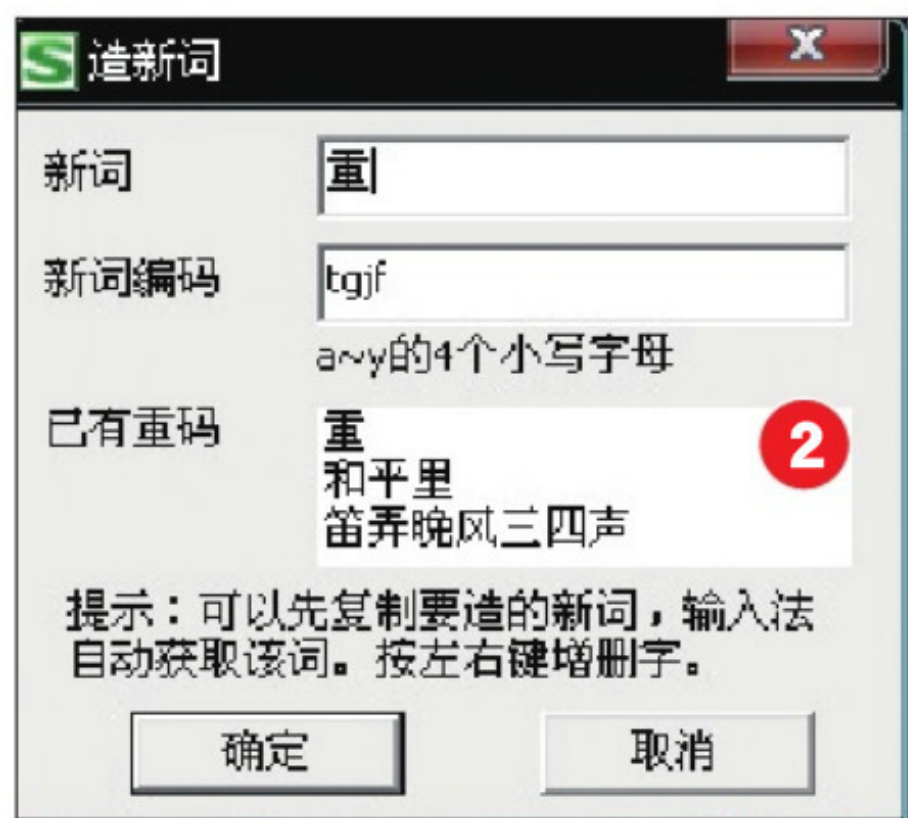 S 造新词 X
新词 重
新词编码 tgjf
a~y的4个小写字母
已有重码 重
和平里
笛弄晚风三四声
2
提示：可以先复制要造的新词，输入法
自动获取该词。按左右键增删字。
确定 取消